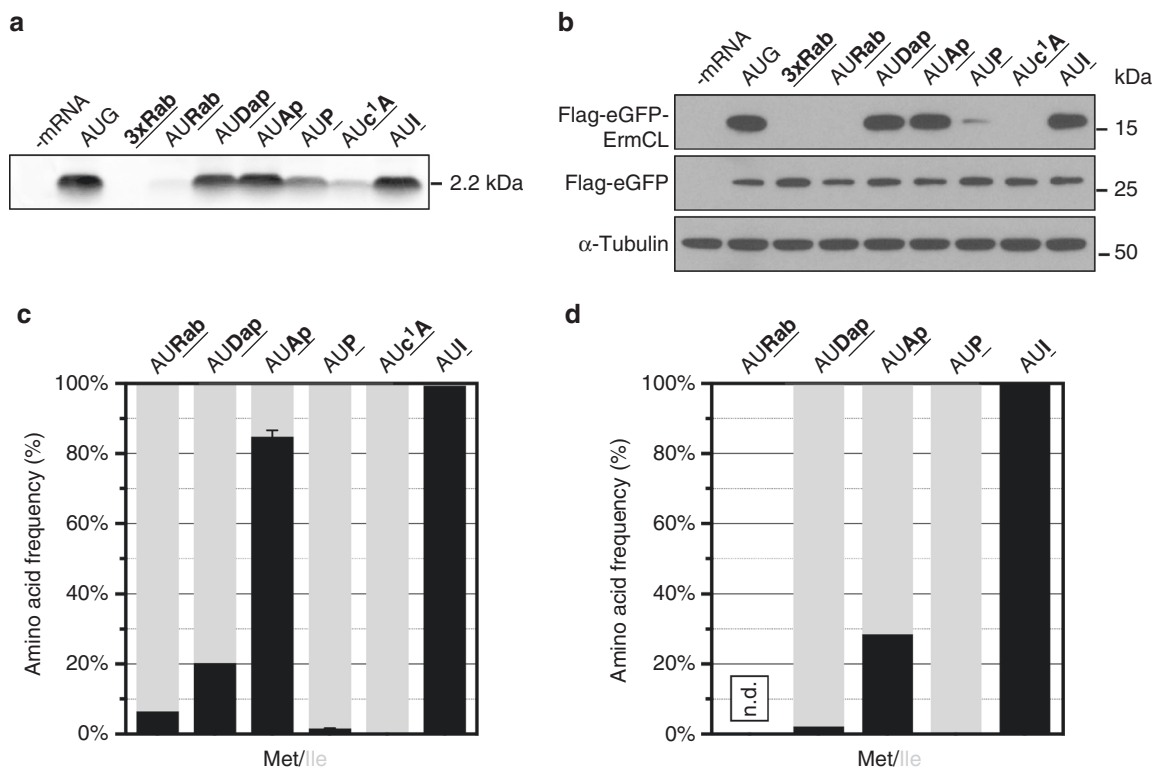 a
-mRNA AUG 3xRab AURab AUDap AUAp AUP AUc¹A AUI
2.2 kDa
b
-mRNA AUG 3xRab AURab AUDap AUAp AUP AUc¹A AUI kDa
Flag-eGFP-
ErmCL
15
Flag-eGFP
25
α-Tubulin
50
c
AURab AUDap AUAp AUP AUc¹A AUI
100%
80%
60%
40%
20%
0%
Amino acid frequency (%)
Met/Ile
d
AURab AUDap AUAp AUP AUI
100%
80%
60%
40%
20%
0%
Amino acid frequency (%)
n.d.
Met/Ile